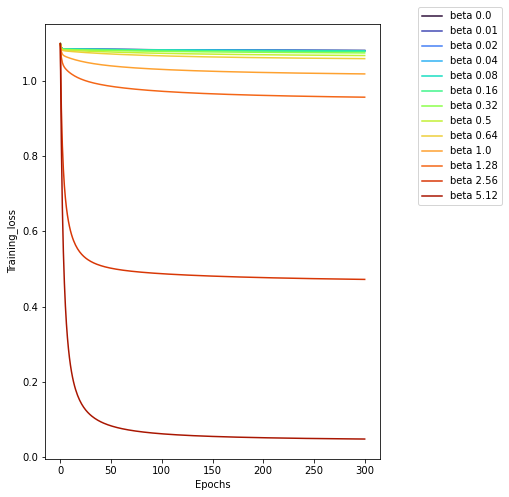 beta 0.0
beta 0.01
beta 0.02
beta 0.04
beta 0.08
beta 0.16
beta 0.32
beta 0.5
beta 0.64
beta 1.0
beta 1.28
beta 2.56
beta 5.12
Training_loss
1.0
0.8
0.6
0.4
0.2
0.0
0 50 100 150 200 250 300
Epochs